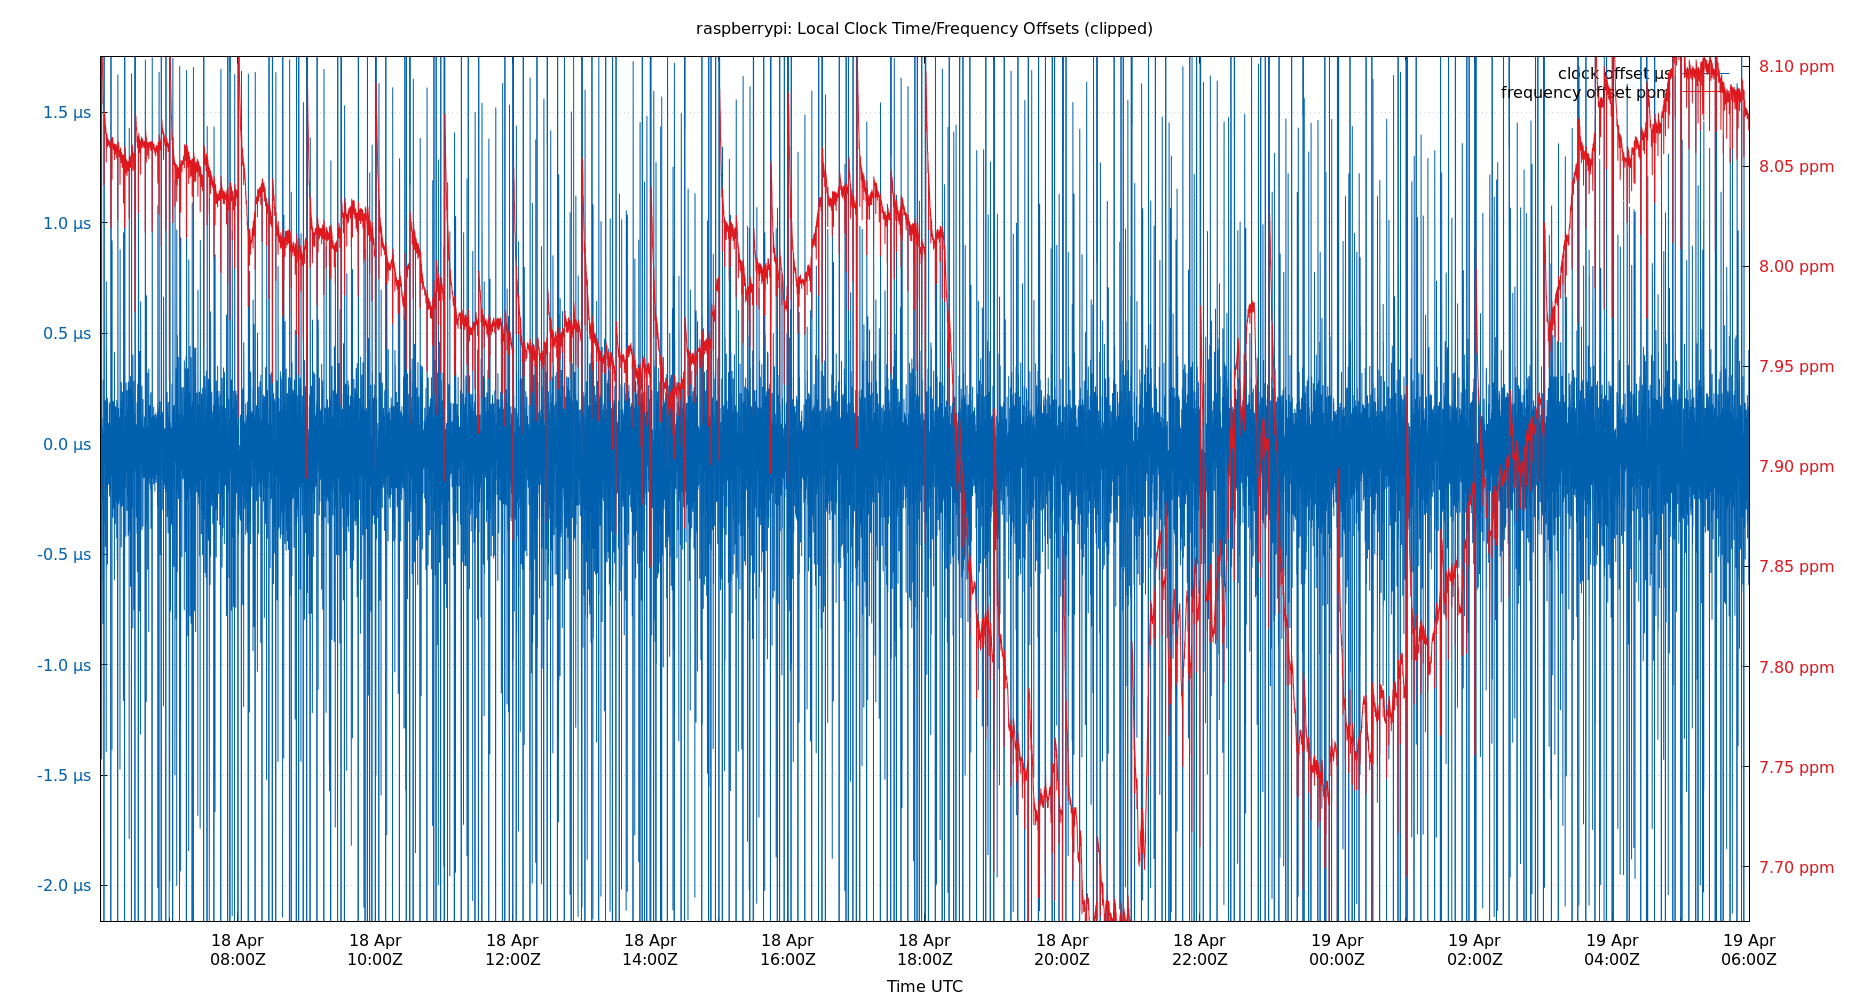 raspberrypi: Local Clock Time/Frequency Offsets (clipped)
clock offset µs
frequency offset ppm
1.5 µs
1.0 µs
0.5 µs
0.0 µs
-0.5 µs
-1.0 µs
-1.5 µs
-2.0 µs
8.10 ppm
8.05 ppm
8.00 ppm
7.95 ppm
7.90 ppm
7.85 ppm
7.80 ppm
7.75 ppm
7.70 ppm
18 Apr 18 Apr 18 Apr 18 Apr 18 Apr 18 Apr 18 Apr 18 Apr 19 Apr 19 Apr 19 Apr 19 Apr
08:00Z 10:00Z 12:00Z 14:00Z 16:00Z 18:00Z 20:00Z 22:00Z 00:00Z 02:00Z 04:00Z 06:00Z
Time UTC